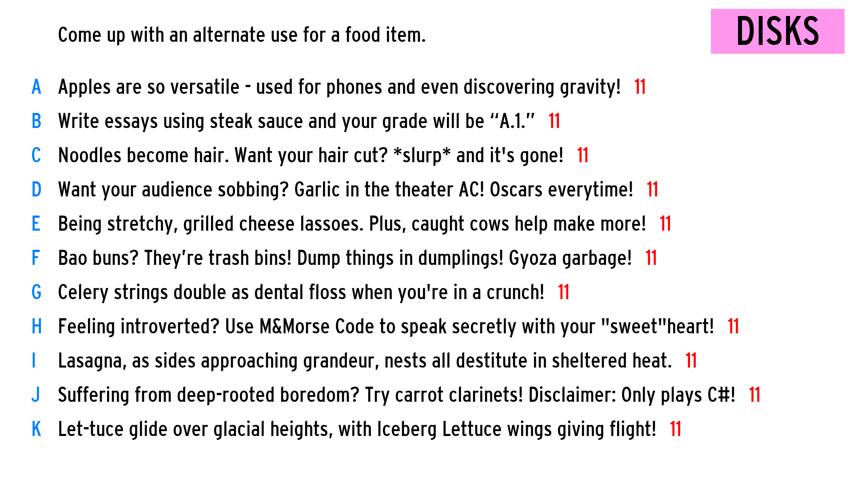 Come up with an alternate use for a food item.
DISKS
A Apples are so versatile - used for phones and even discovering gravity! 11
B Write essays using steak sauce and your grade will be “A.1.” 11
C Noodles become hair. Want your hair cut? *slurp* and it's gone! 11
D Want your audience sobbing? Garlic in the theater AC! Oscars everytime! 11
E Being stretchy, grilled cheese lassoes. Plus, caught cows help make more! 11
F Bao buns? They’re trash bins! Dump things in dumplings! Gyoza garbage! 11
G Celery strings double as dental floss when you're in a crunch! 11
H Feeling introverted? Use M&Morse Code to speak secretly with your "sweet"heart! 11
I Lasagna, as sides approaching grandeur, nests all destitute in sheltered heat. 11
J Suffering from deep-rooted boredom? Try carrot clarinets! Disclaimer: Only plays C#! 11
K Let-tuce glide over glacial heights, with Iceberg Lettuce wings giving flight! 11